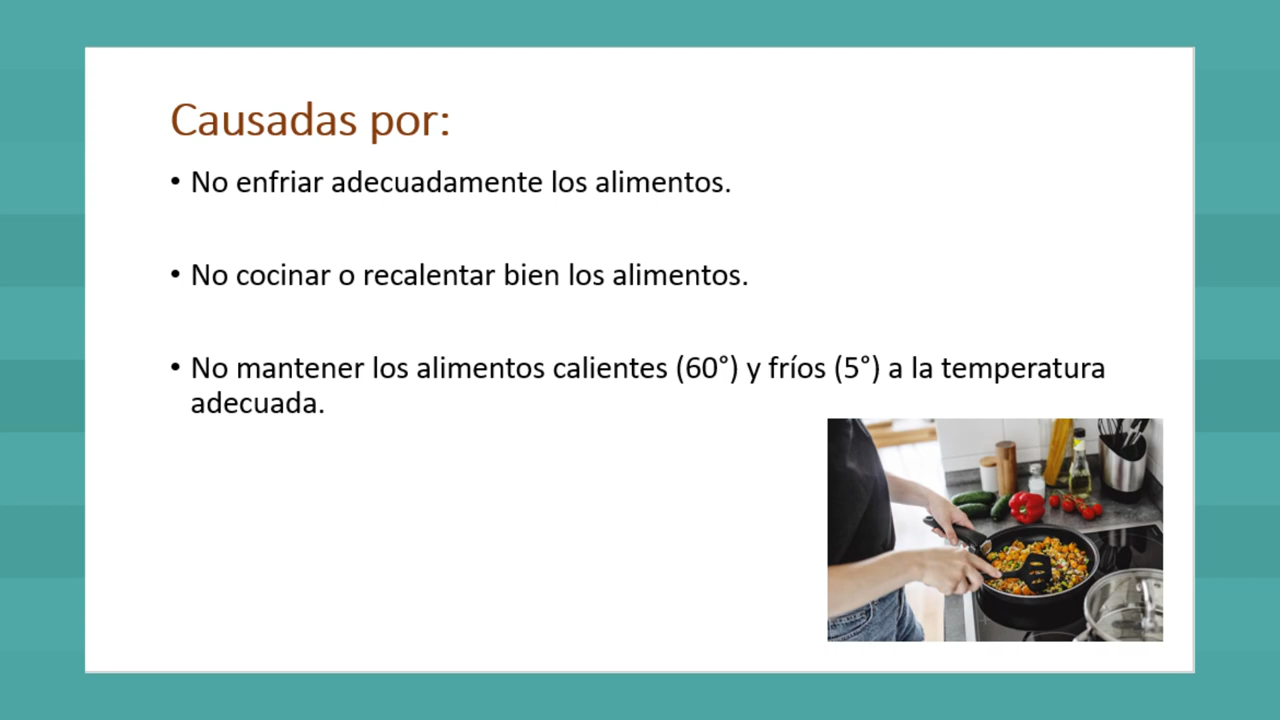 Causadas por:
• No enfriar adecuadamente los alimentos.
• No cocinar o recalentar bien los alimentos.
• No mantener los alimentos calientes (60°) y fríos (5°) a la temperatura
adecuada.